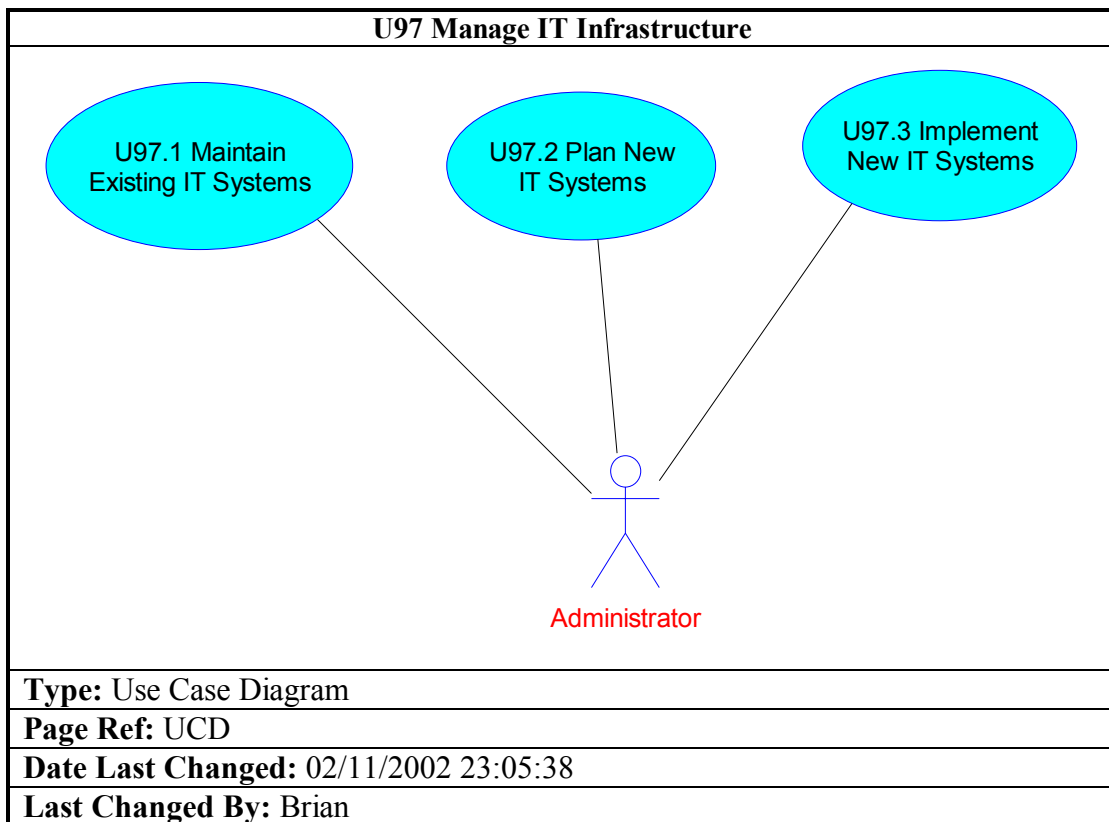 U97 Manage IT Infrastructure
U97.1 Maintain
Existing IT Systems
U97.2 Plan New
IT Systems
U97.3 Implement
New IT Systems
Administrator
Type: Use Case Diagram
Page Ref: UCD
Date Last Changed: 02/11/2002 23:05:38
Last Changed By: Brian